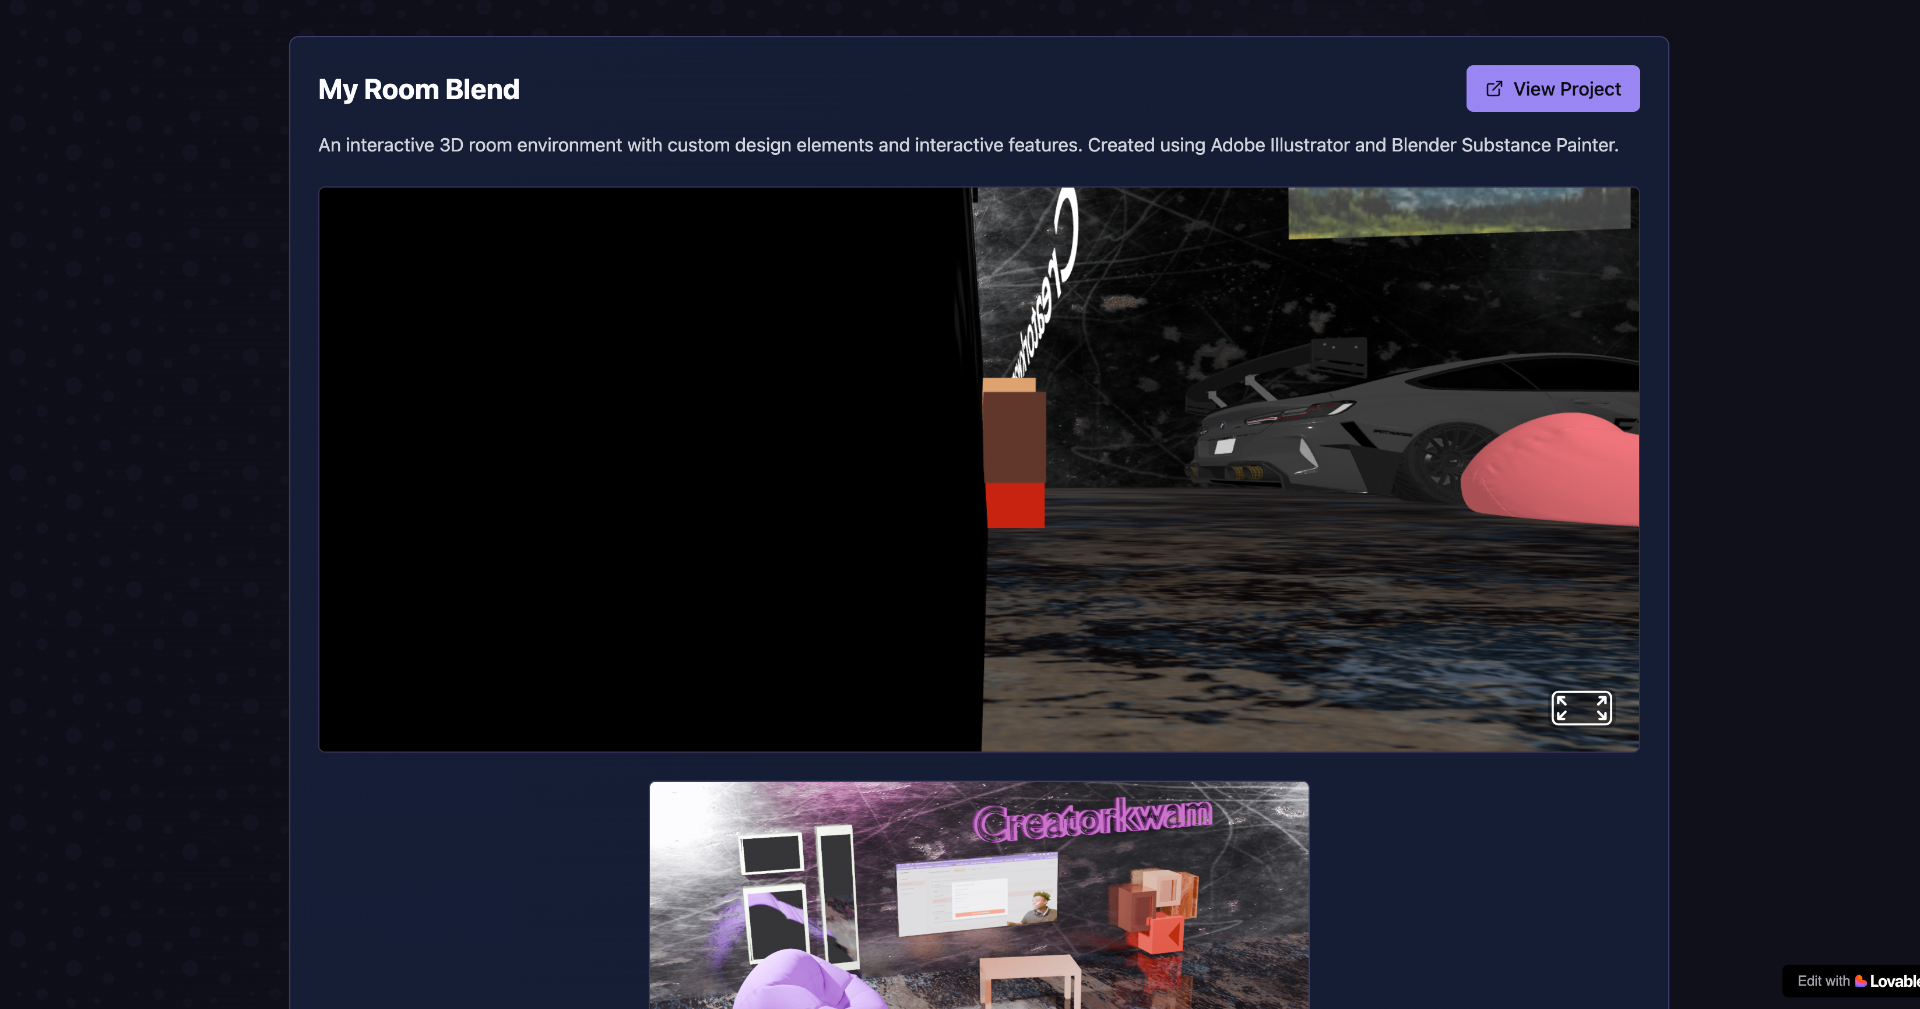 My Room Blend
View Project
An interactive 3D room environment with custom design elements and interactive features. Created using Adobe Illustrator and Blender Substance Painter.
Creatorkwa
Creatorkwam
Edit with Lovable